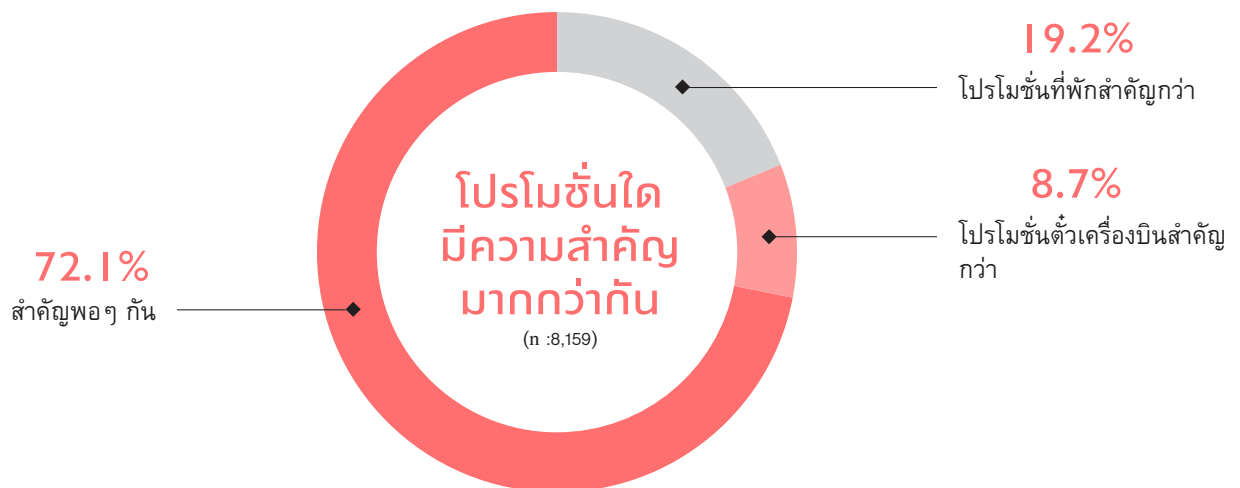 19.2%
โปรโมชั่นที่พักสำคัญกว่า
8.7%
โปรโมชั่นตั๋วเครื่องบินสำคัญ
กว่า
โปรโมชั่นใด
มีความสำคัญ
มากกว่ากัน
(n :8,159)
72.1%
สำคัญพอๆ กัน